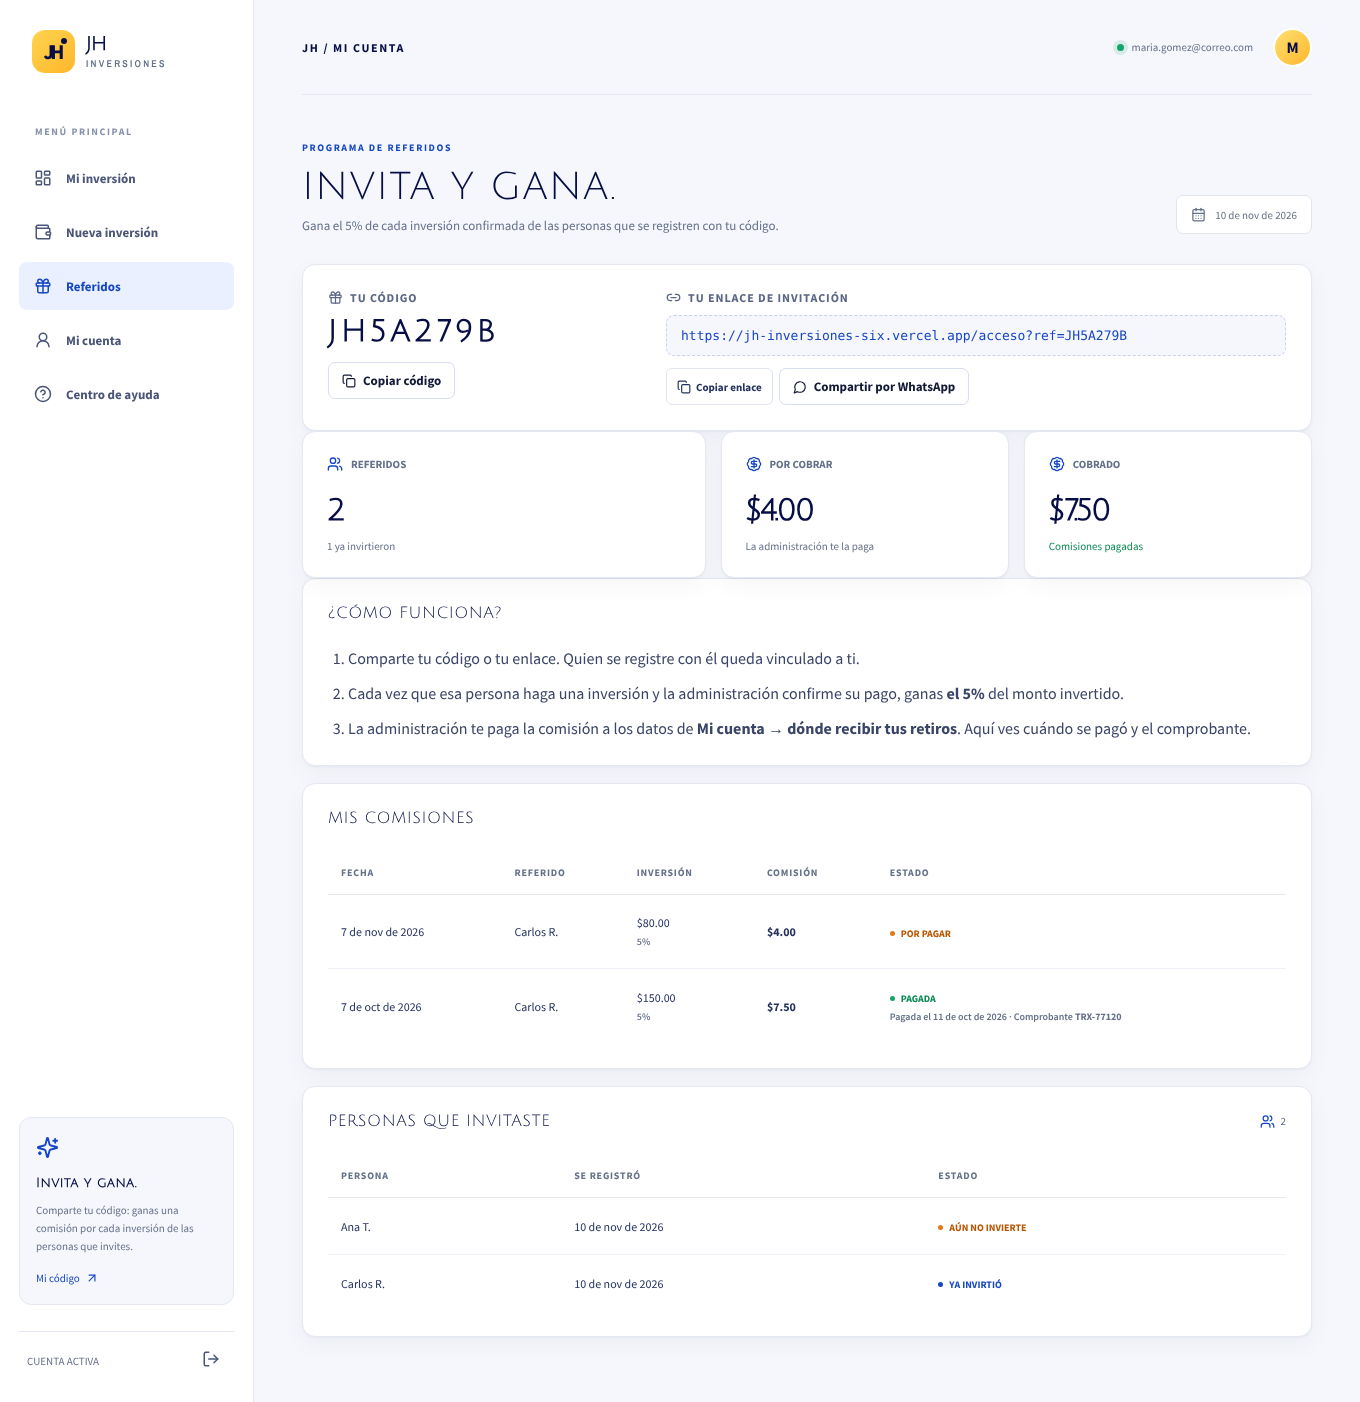 JH
JH
INVERSIONES
MENÚ PRINCIPAL
Mi inversión
Nueva inversión
Referidos
Mi cuenta
Centro de ayuda
Invita y gana.
Comparte tu código: ganas una
comisión por cada inversión de las
personas que invites.
Mi código
CUENTA ACTIVA
JH / MI CUENTA
maria.gomez@correo.com
M
PROGRAMA DE REFERIDOS
INVITA Y GANA.
Gana el 5% de cada inversión confirmada de las personas que se registren con tu código.
10 de nov de 2026
TU CÓDIGO
JH5A279B
Copiar código
TU ENLACE DE INVITACIÓN
https://jh-inversiones-six.vercel.app/acceso?ref=JH5A279B
Copiar enlace
Compartir por WhatsApp
REFERIDOS
2
1 ya invirtieron
POR COBRAR
$4.00
La administración te la paga
COBRADO
$7.50
Comisiones pagadas
¿CÓMO FUNCIONA?
1. Comparte tu código o tu enlace. Quien se registre con él queda vinculado a ti.
2. Cada vez que esa persona haga una inversión y la administración confirme su pago, ganas el 5% del monto invertido.
3. La administración te paga la comisión a los datos de Mi cuenta → dónde recibir tus retiros. Aquí ves cuándo se pagó y el comprobante.
MIS COMISIONES
FECHA REFERIDO INVERSIÓN COMISIÓN ESTADO
7 de nov de 2026 Carlos R. $80.00 5% $4.00 POR PAGAR
7 de oct de 2026 Carlos R. $150.00 5% $7.50 PAGADA
Pagada el 11 de oct de 2026 · Comprobante TRX-77120
PERSONAS QUE INVITASTE
2
PERSONA SE REGISTRÓ ESTADO
Ana T. 10 de nov de 2026 AÚN NO INVIERTE
Carlos R. 10 de nov de 2026 YA INVIRTIÓ